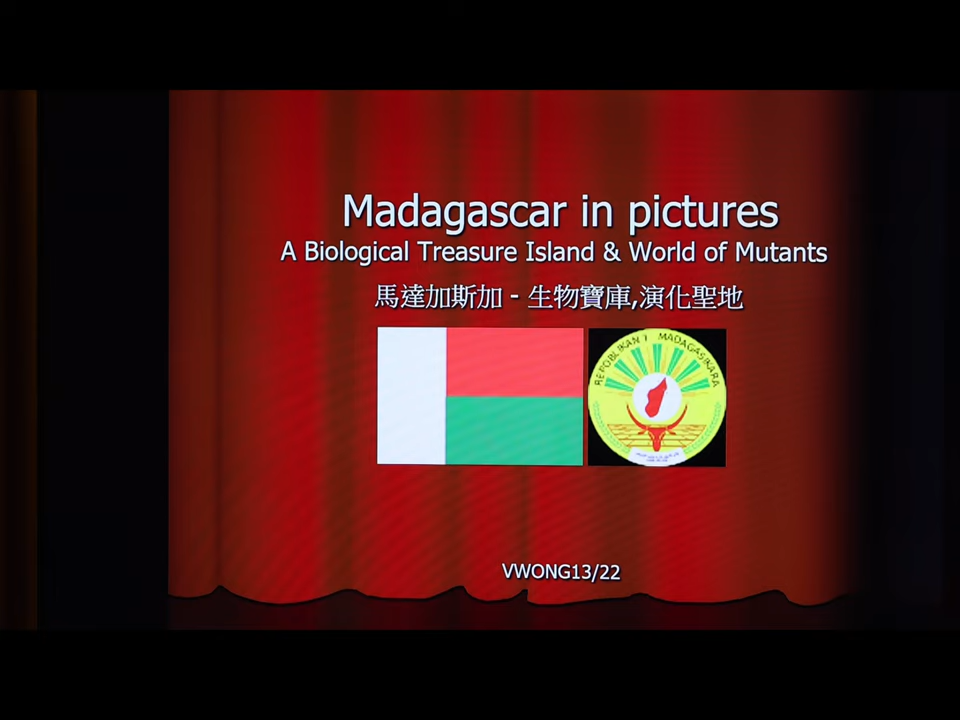 Madagascar in pictures
A Biological Treasure Island & World of Mutants
馬達加斯加 - 生物寶庫,演化聖地
REPOBLIKAN'I MADAGASIKARA
VWONG13/22